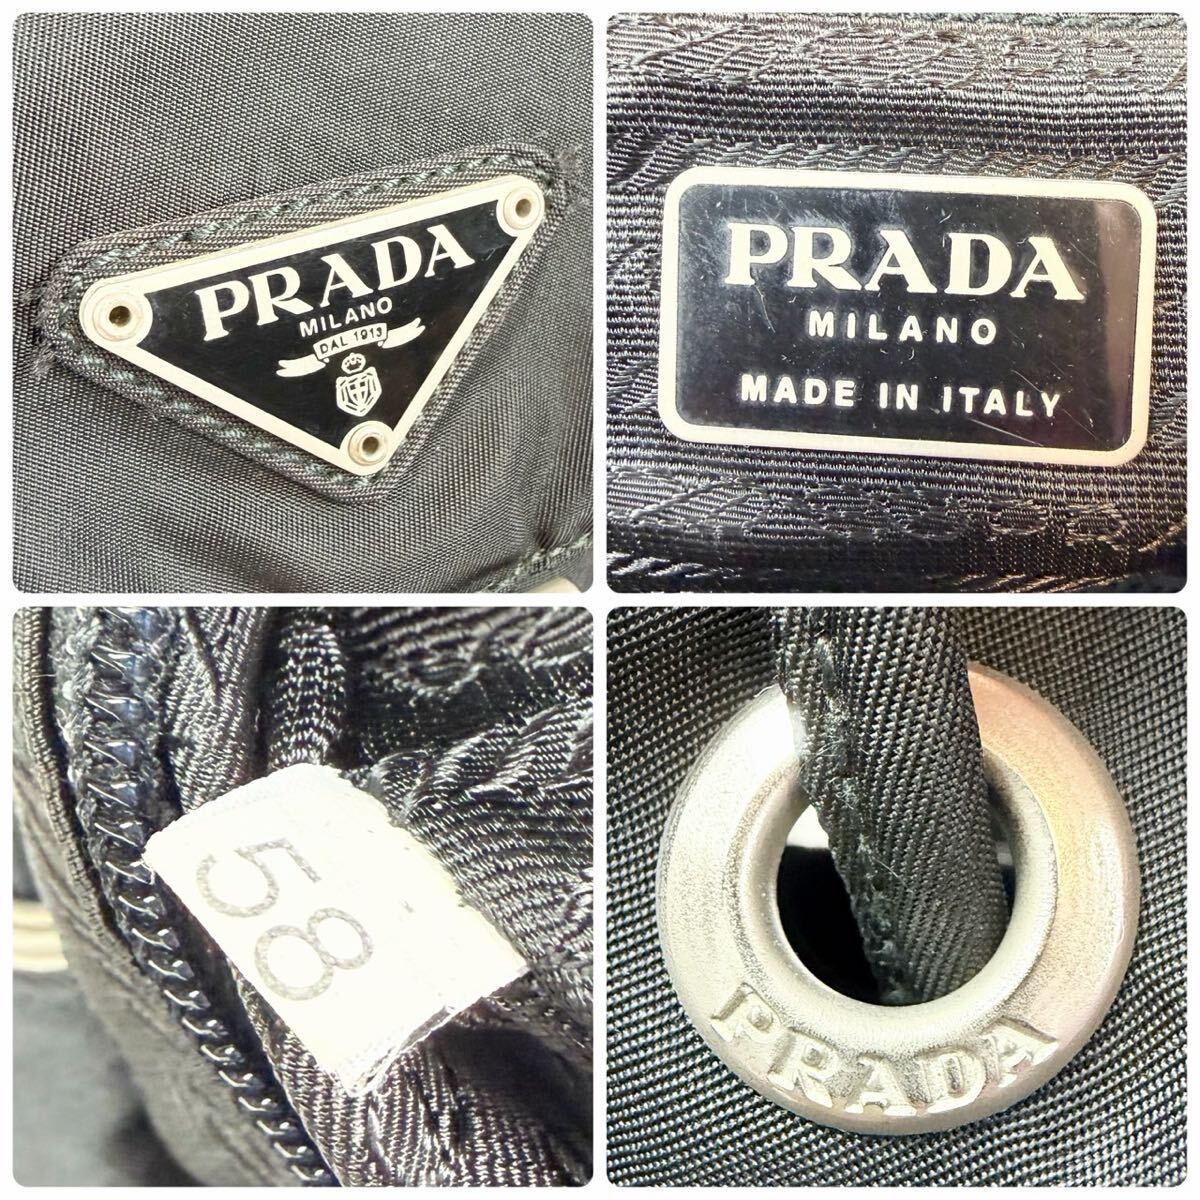 PRADA
MILANO
DAL 1913
PRADA
MILANO
MADE IN ITALY
58
PRADA